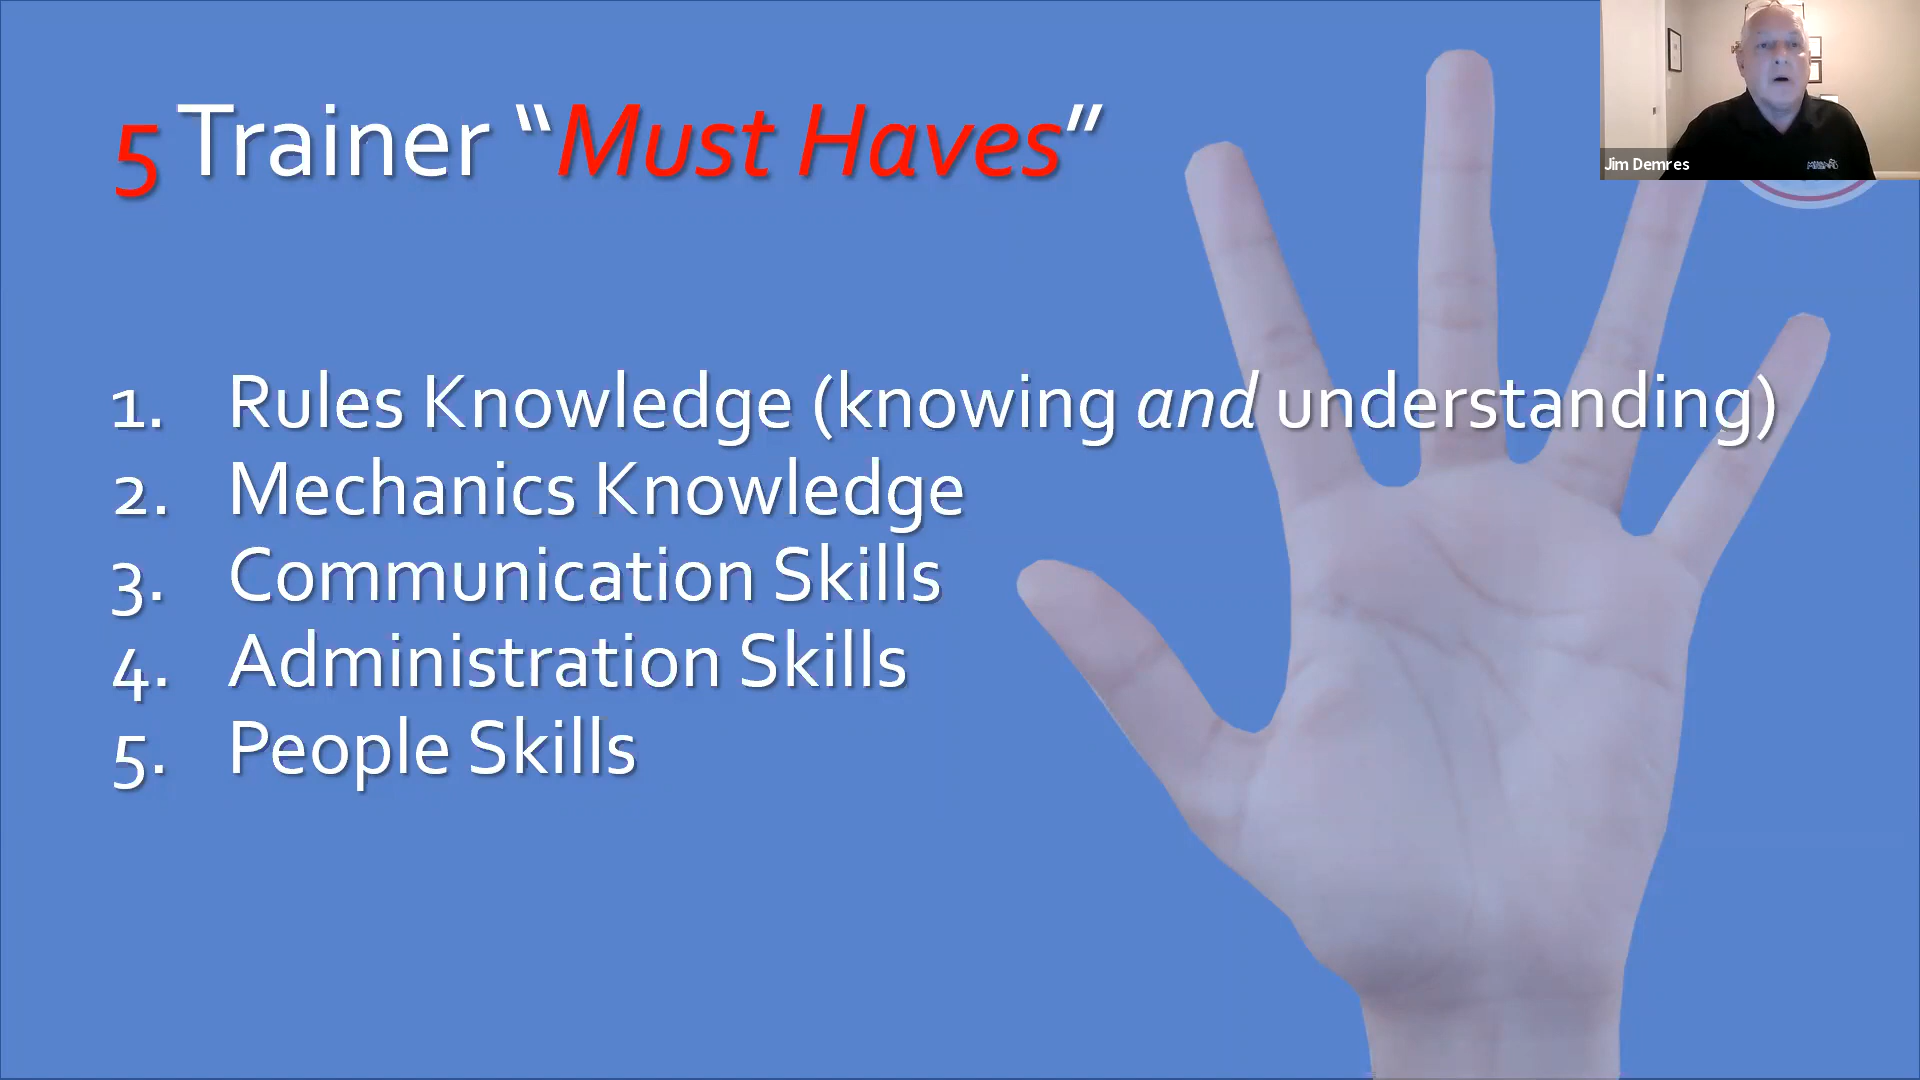 5 Trainer “Must Haves”
Jim Demres
1. Rules Knowledge (knowing and understanding)
2. Mechanics Knowledge
3. Communication Skills
4. Administration Skills
5. People Skills